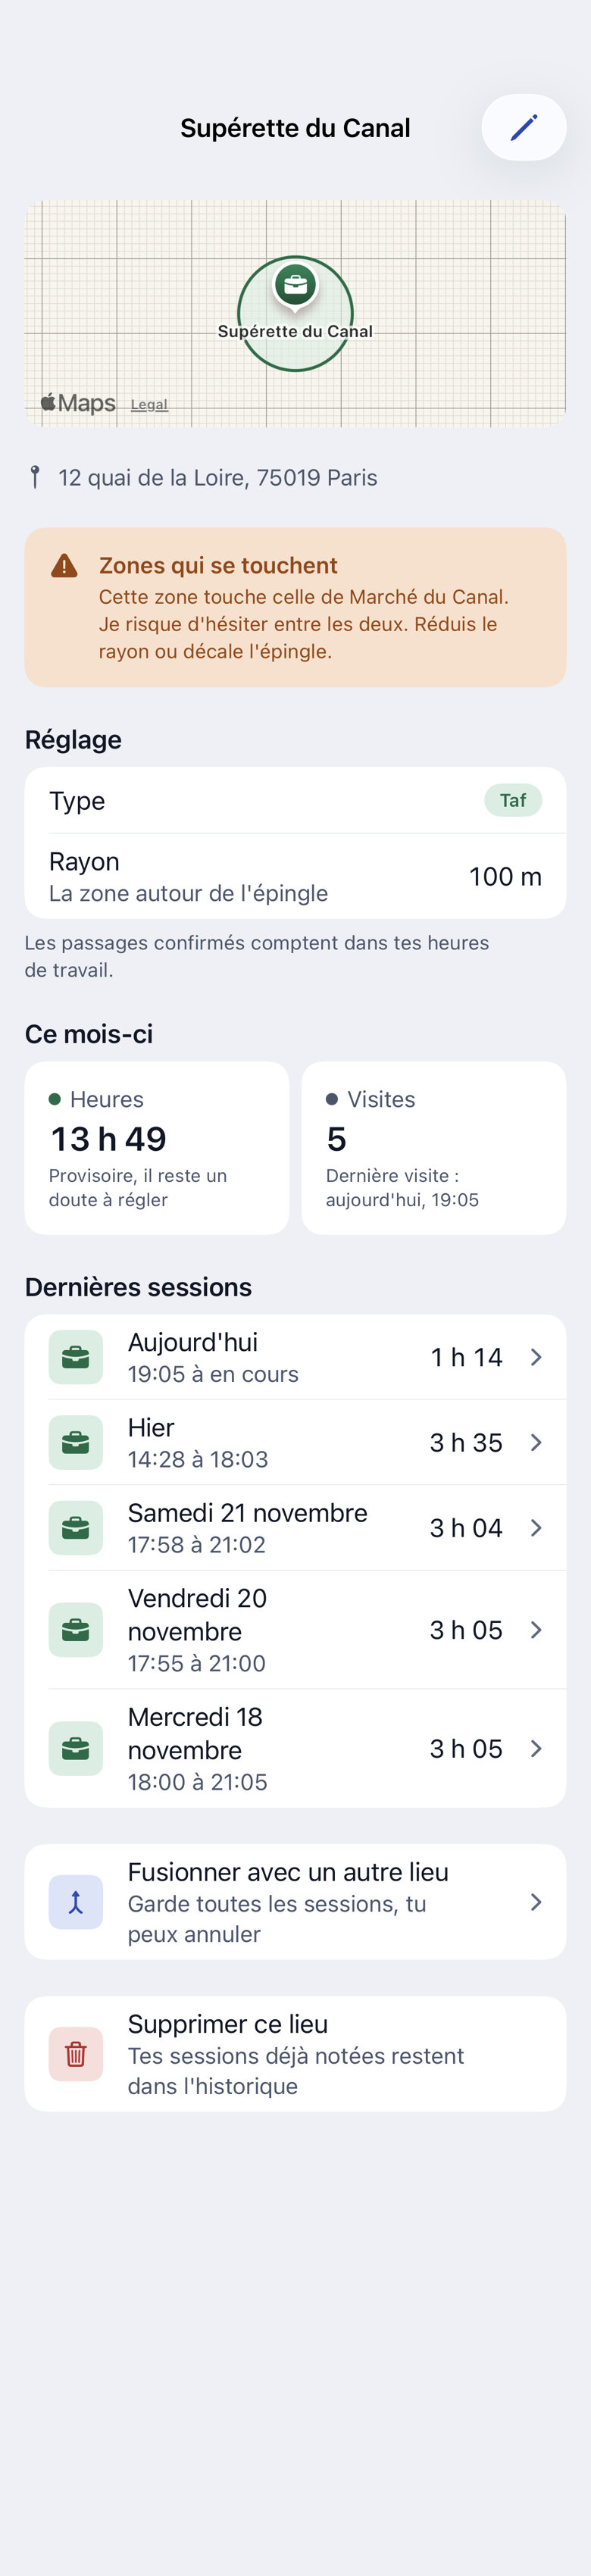 Supérette du Canal
Supérette du Canal
Maps Legal
12 quai de la Loire, 75019 Paris
Zones qui se touchent
Cette zone touche celle de Marché du Canal.
Je risque d'hésiter entre les deux. Réduis le
rayon ou décale l'épingle.
Réglage
Type Taf
Rayon
La zone autour de l'épingle
100 m
Les passages confirmés comptent dans tes heures
de travail.
Ce mois-ci
Heures
13 h 49
Provisoire, il reste un
doute à régler
Visites
5
Dernière visite :
aujourd'hui, 19:05
Dernières sessions
Aujourd'hui
19:05 à en cours
1 h 14
Hier
14:28 à 18:03
3 h 35
Samedi 21 novembre
17:58 à 21:02
3 h 04
Vendredi 20
novembre
17:55 à 21:00
3 h 05
Mercredi 18
novembre
18:00 à 21:05
3 h 05
Fusionner avec un autre lieu
Garde toutes les sessions, tu
peux annuler
Supprimer ce lieu
Tes sessions déjà notées restent
dans l'historique